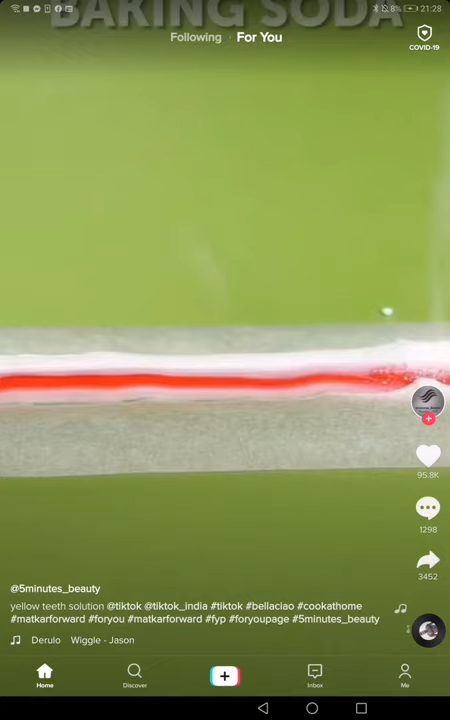 8% 21:28
BAKING SODA
Following · For You
COVID-19
95.8K
1298
3452
@5minutes_beauty
yellow teeth solution @tiktok @tiktok_india #tiktok #bellaciao #cookathome
#matkarforward #foryou #matkarforward #fyp #foryoupage #5minutes_beauty
Derulo Wiggle - Jason
Home Discover Inbox Me